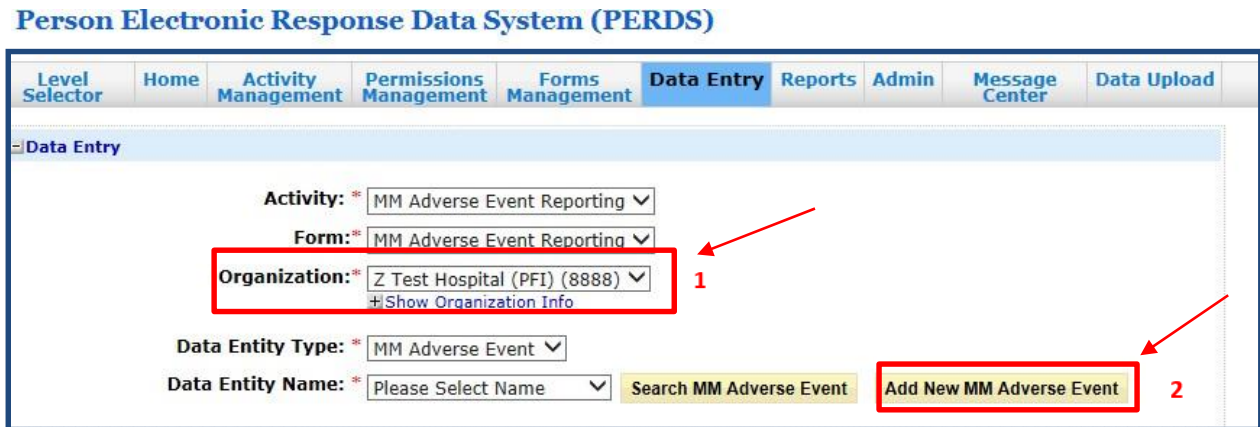 Person Electronic Response Data System (PERDS)
Level Selector Home Activity Management Permissions Management Forms Management Data Entry Reports Admin Message Center Data Upload
Data Entry
Activity: * MM Adverse Event Reporting
Form:* MM Adverse Event Reporting
Organization:* Z Test Hospital (PFI) (8888) 1
Show Organization Info
Data Entity Type: * MM Adverse Event
Data Entity Name: * Please Select Name Search MM Adverse Event Add New MM Adverse Event 2